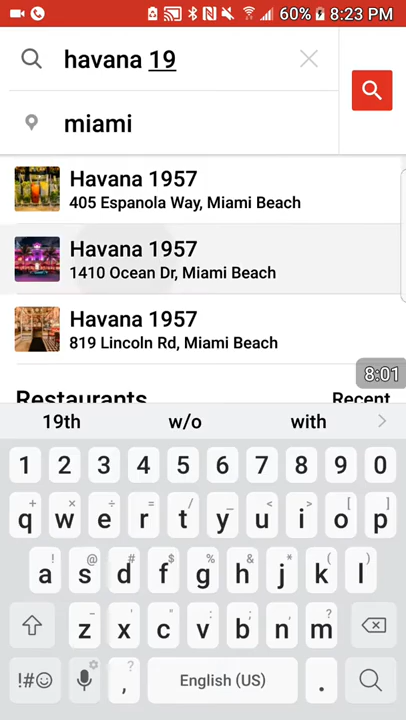 60% 8:23 PM
havana 19
miami
Havana 1957
405 Espanola Way, Miami Beach
Havana 1957
1410 Ocean Dr, Miami Beach
Havana 1957
819 Lincoln Rd, Miami Beach
8:01
Restaurants Recent
19th w/o with
1 2 3 4 5 6 7 8 9 0
+ × ÷ = / _ < > [ ]
q w e r t y u i o p
! @ # $ % ^ & * ( )
a s d f g h j k l
- ' " : ; , ?
z x c v b n m
!#☺ , ? English (US) .